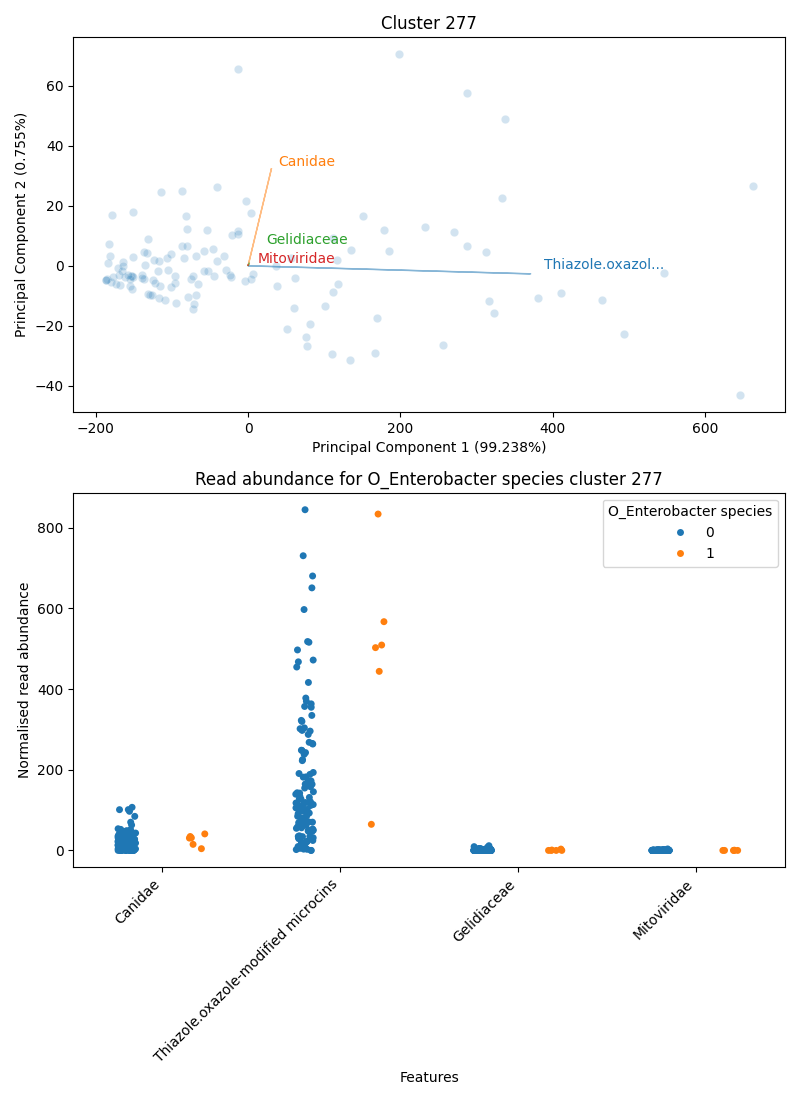 Cluster 277
Principal Component 2 (0.755%)
60
40
20
0
−20
−40
Canidae
Gelidiaceae
Mitoviridae
Thiazole.oxazol...
−200
0
200
400
600
Principal Component 1 (99.238%)
Read abundance for O_Enterobacter species cluster 277
Normalised read abundance
800
600
400
200
0
O_Enterobacter species
0
1
Canidae
Thiazole.oxazole-modified microcins
Gelidiaceae
Mitoviridae
Features